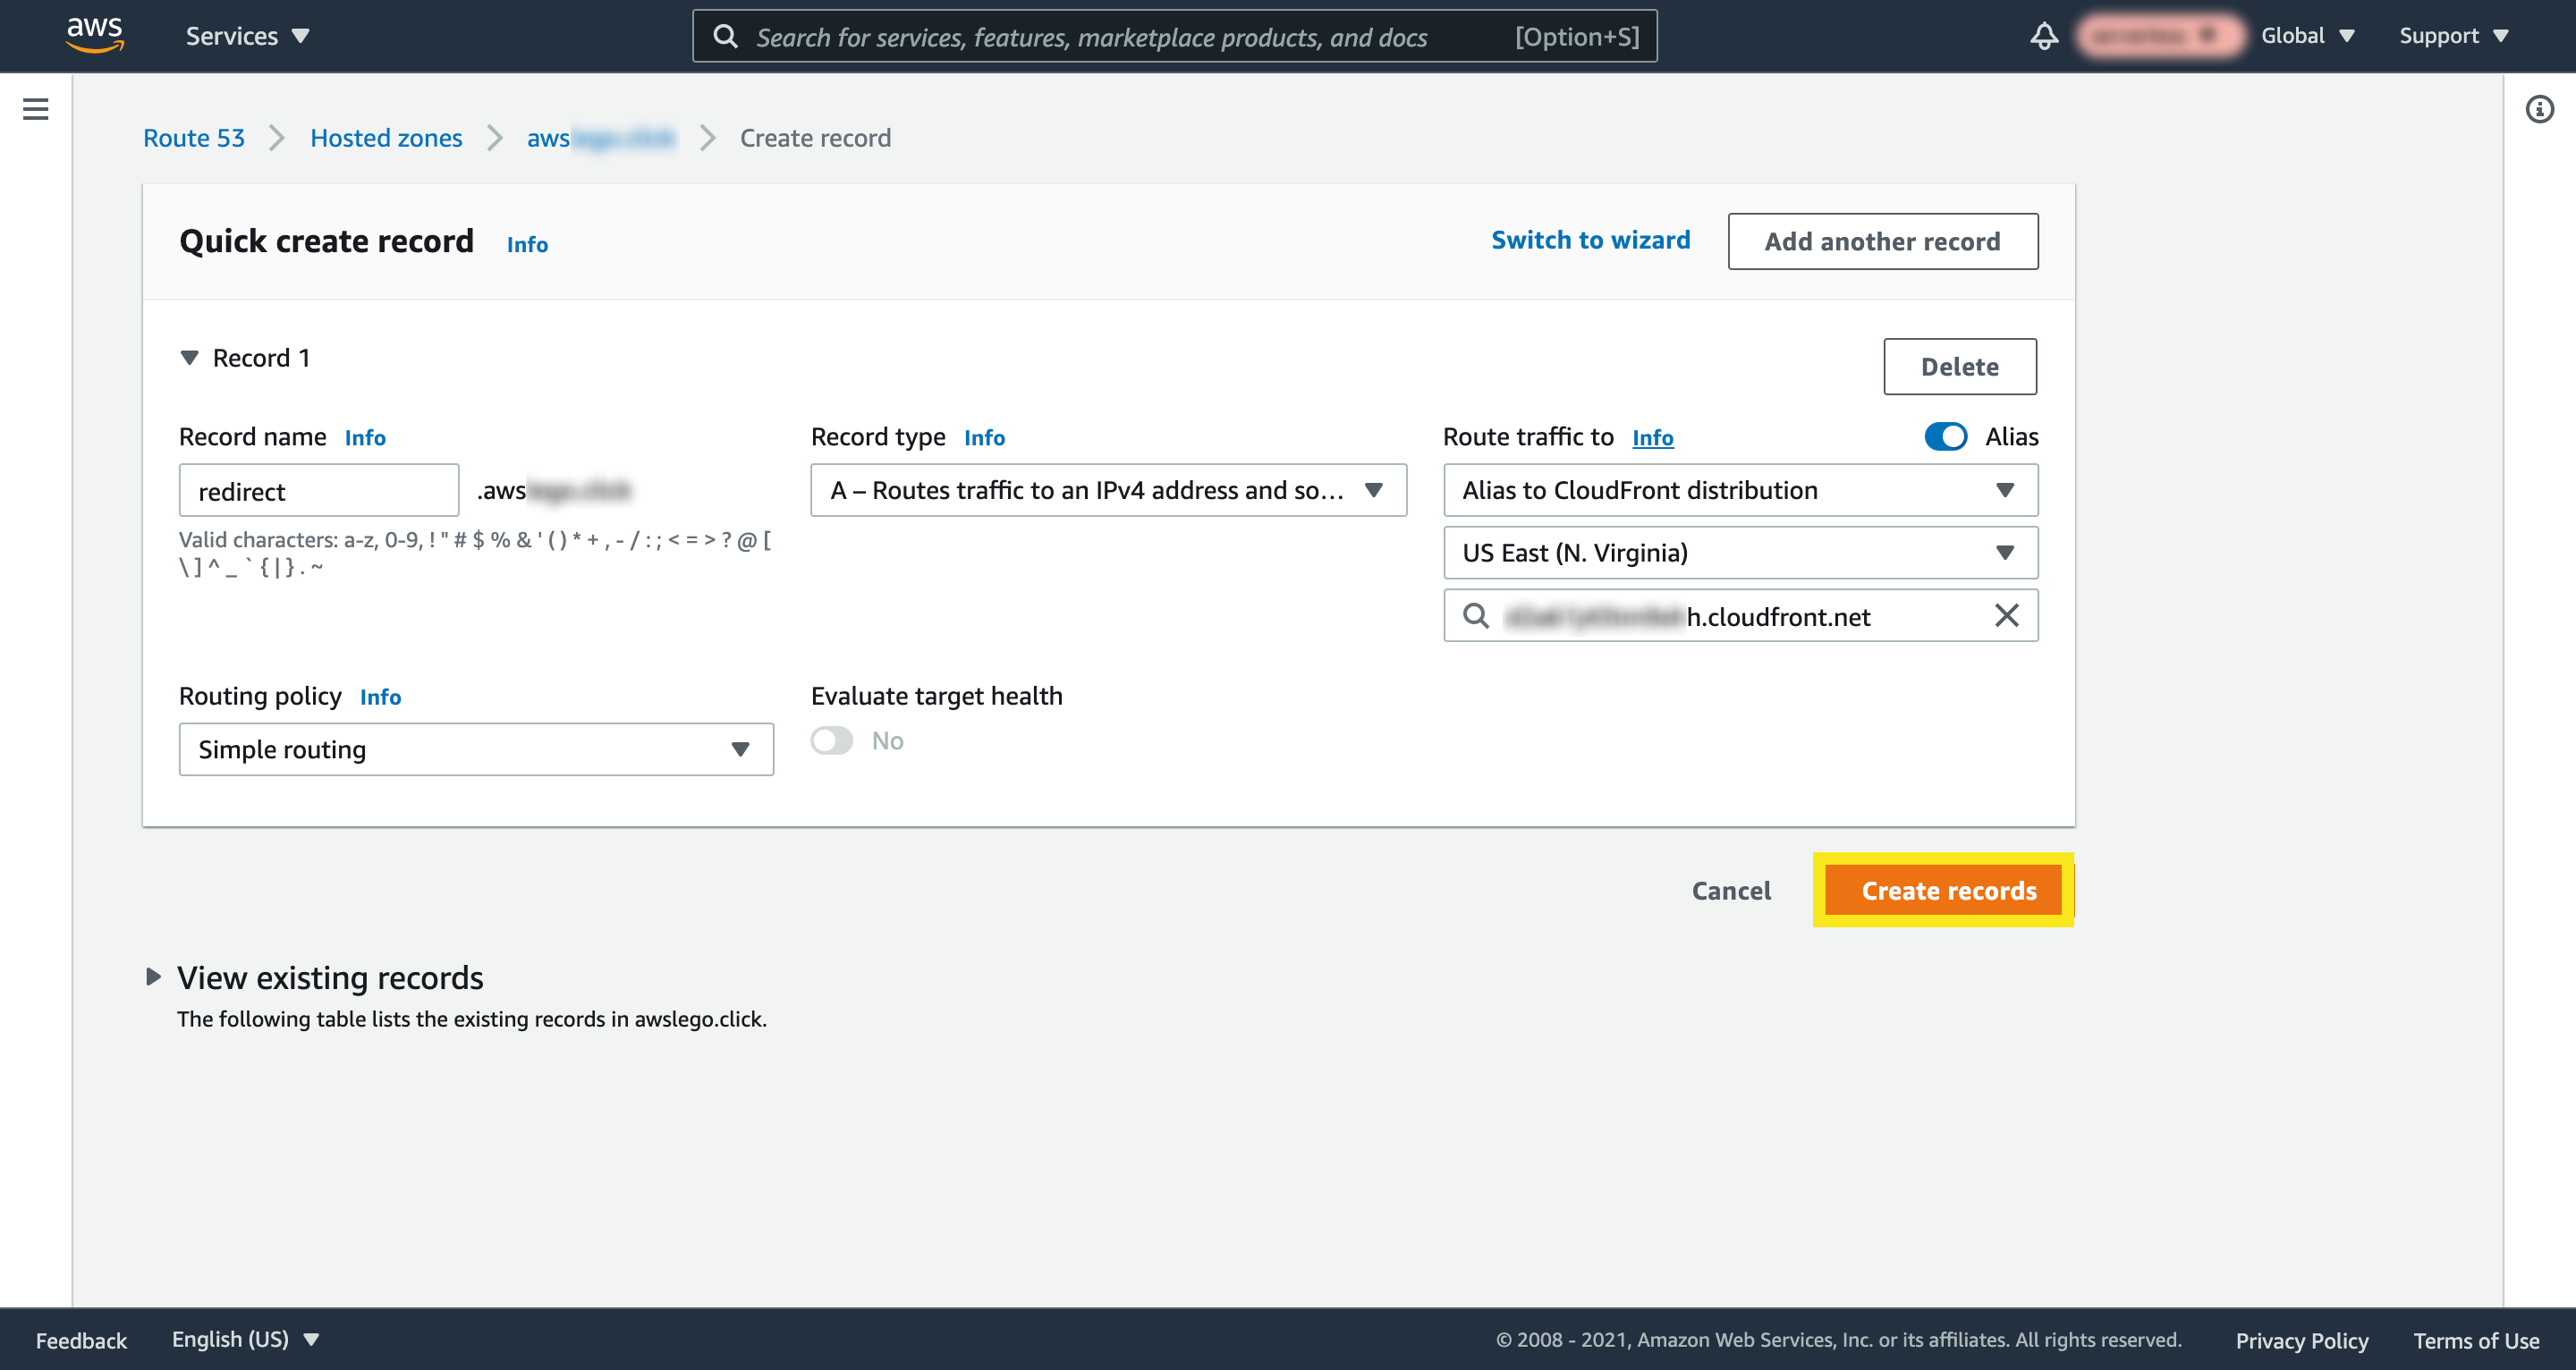 aws Services Search for services, features, marketplace products, and docs [Option+S] Global Support
Route 53 Hosted zones aws Create record
Quick create record Info Switch to wizard Add another record
Record 1 Delete
Record name Info Record type Info Route traffic to Info Alias
redirect .aws A – Routes traffic to an IPv4 address and so... Alias to CloudFront distribution
Valid characters: a-z, 0-9, ! " # $ % & ' ( ) * + , - / : ; < = > ? @ [
\ ] ^ _ ` { | } . ~
US East (N. Virginia)
h.cloudfront.net
Routing policy Info Evaluate target health
Simple routing No
Cancel Create records
View existing records
The following table lists the existing records in awslego.click.
Feedback English (US) © 2008 - 2021, Amazon Web Services, Inc. or its affiliates. All rights reserved. Privacy Policy Terms of Use